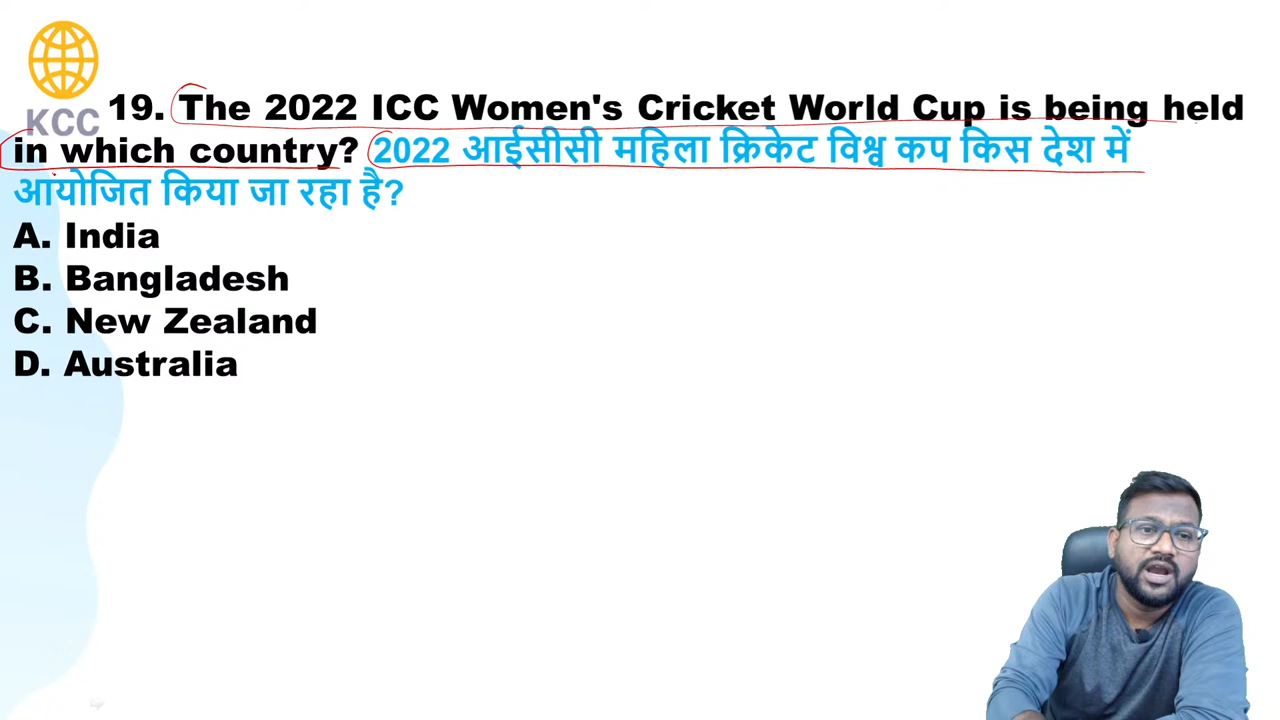 KCC
19. The 2022 ICC Women's Cricket World Cup is being held
in which country? 2022 आईसीसी महिला क्रिकेट विश्व कप किस देश में
आयोजित किया जा रहा है?
A. India
B. Bangladesh
C. New Zealand
D. Australia